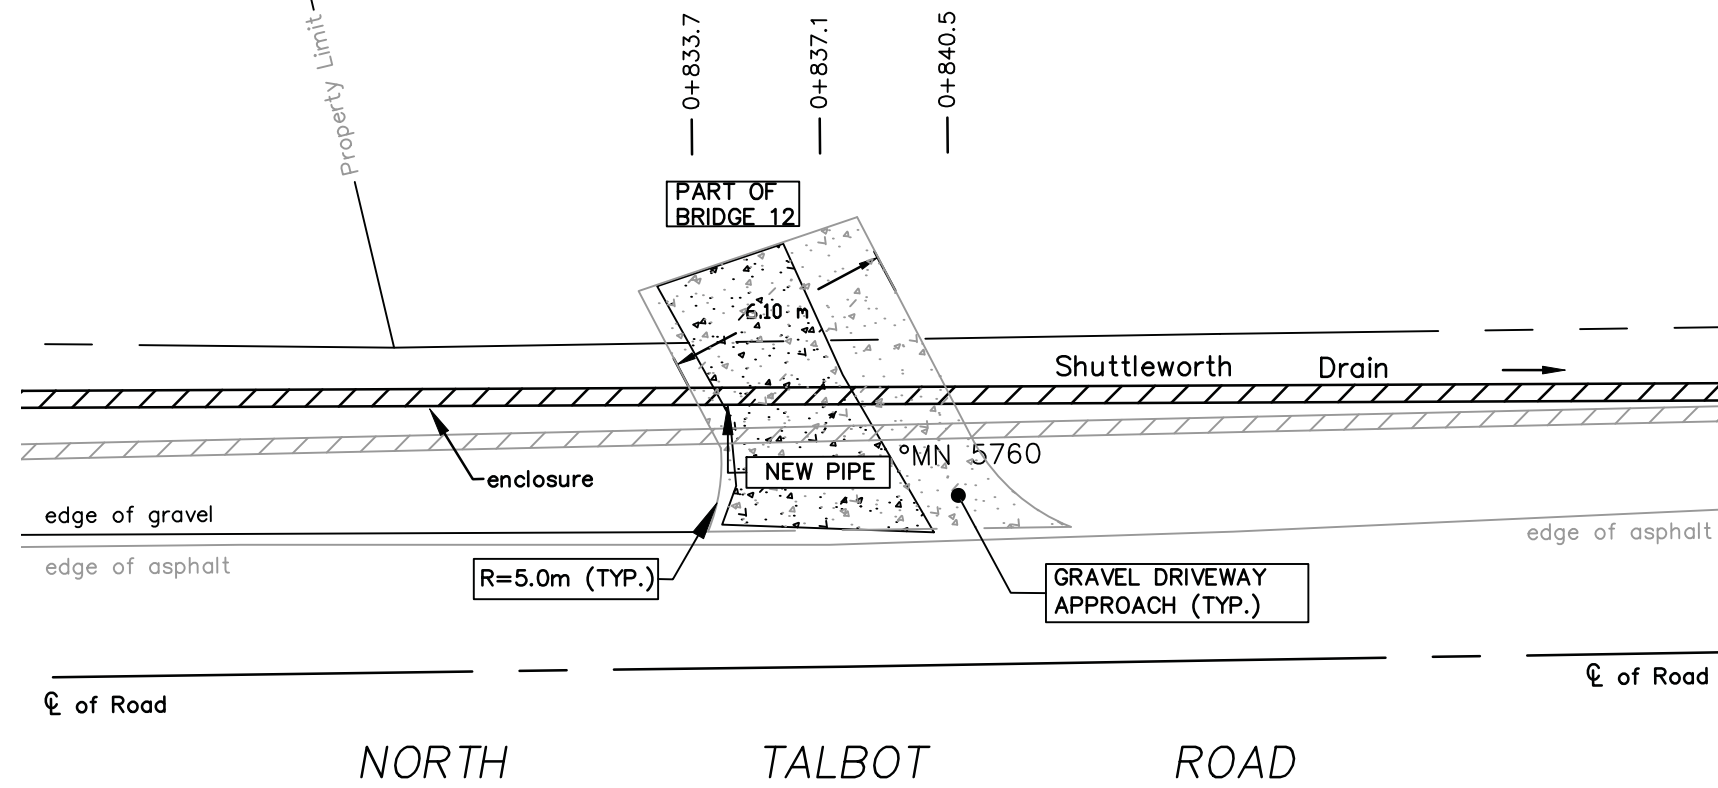 Property Limit
0+833.7
0+837.1
0+840.5
PART OF
BRIDGE 12
6.10 m
Shuttleworth Drain
°MN 5760
NEW PIPE
enclosure
edge of gravel
edge of asphalt
edge of asphalt
R=5.0m (TYP.)
GRAVEL DRIVEWAY
APPROACH (TYP.)
℄ of Road
℄ of Road
NORTH TALBOT ROAD